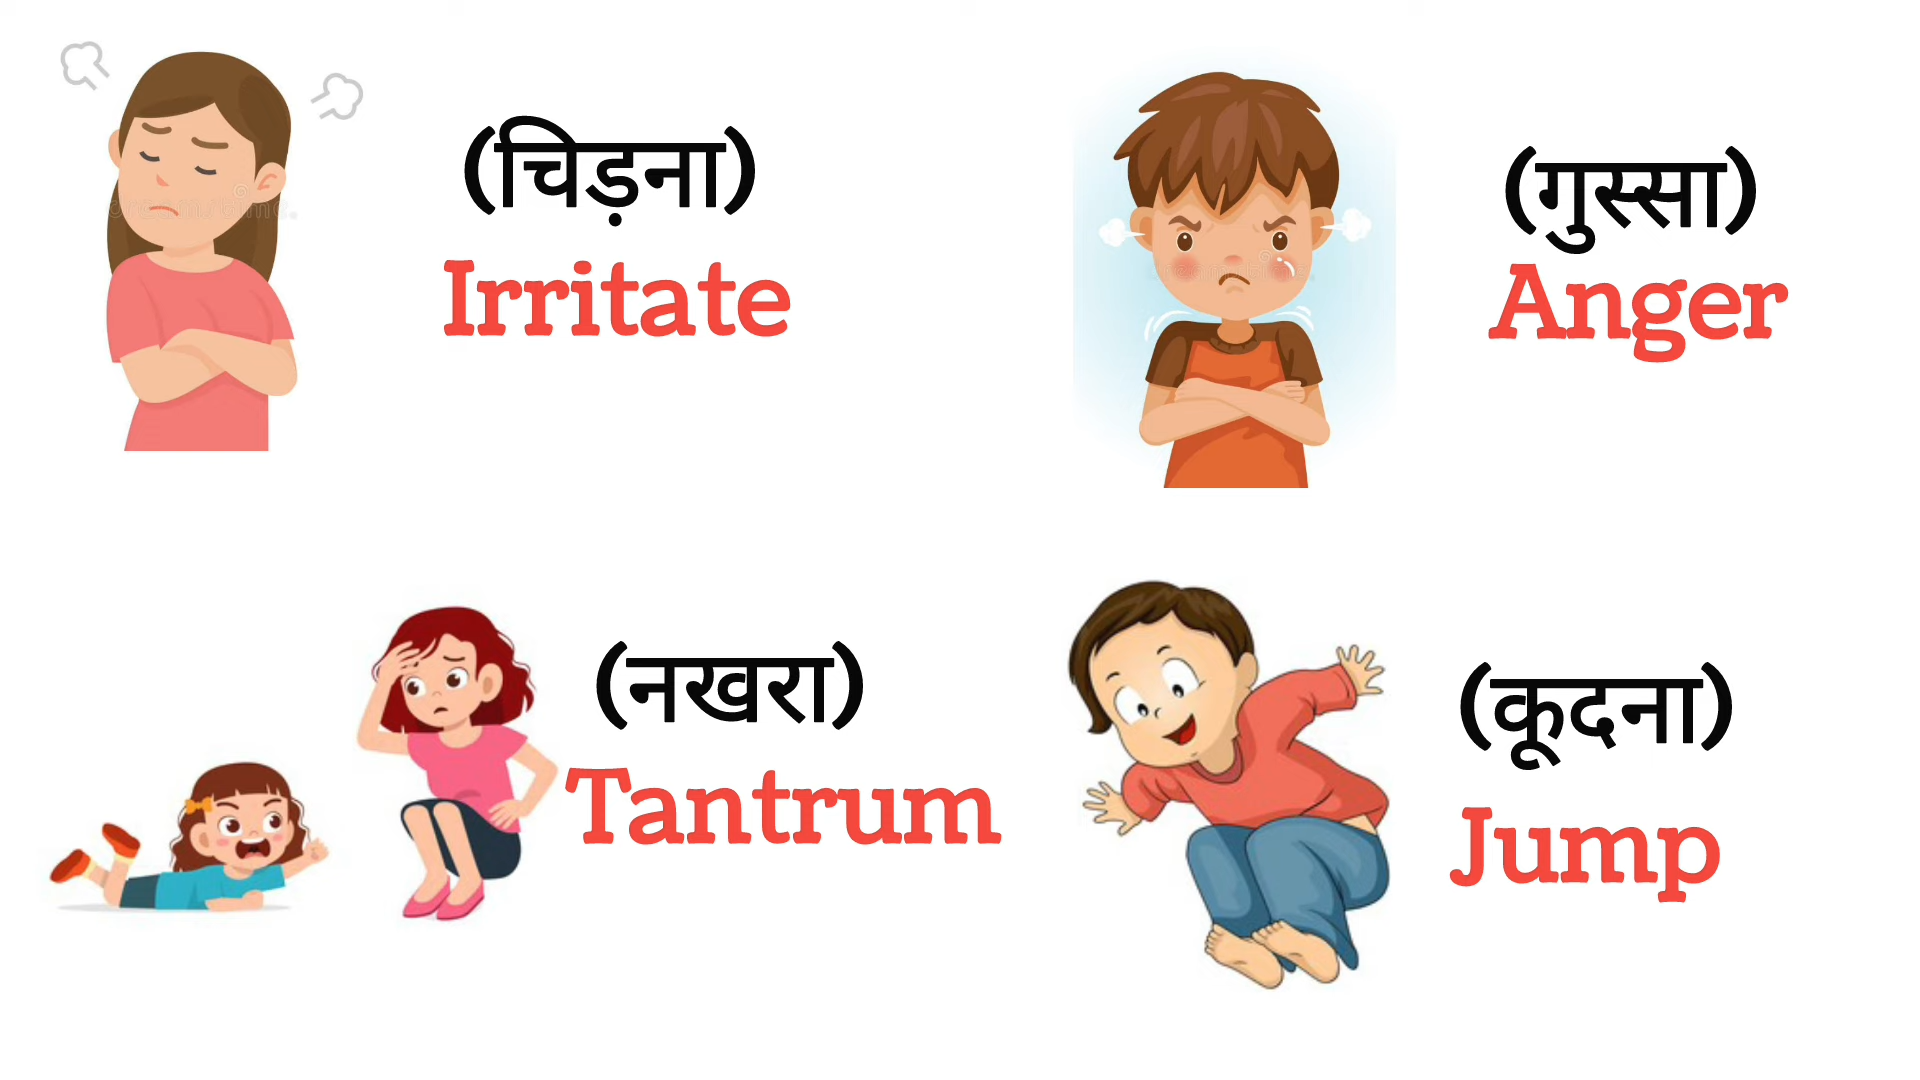 (चिड़ना)
Irritate
(गुस्सा)
Anger
(नखरा)
Tantrum
(कूदना)
Jump